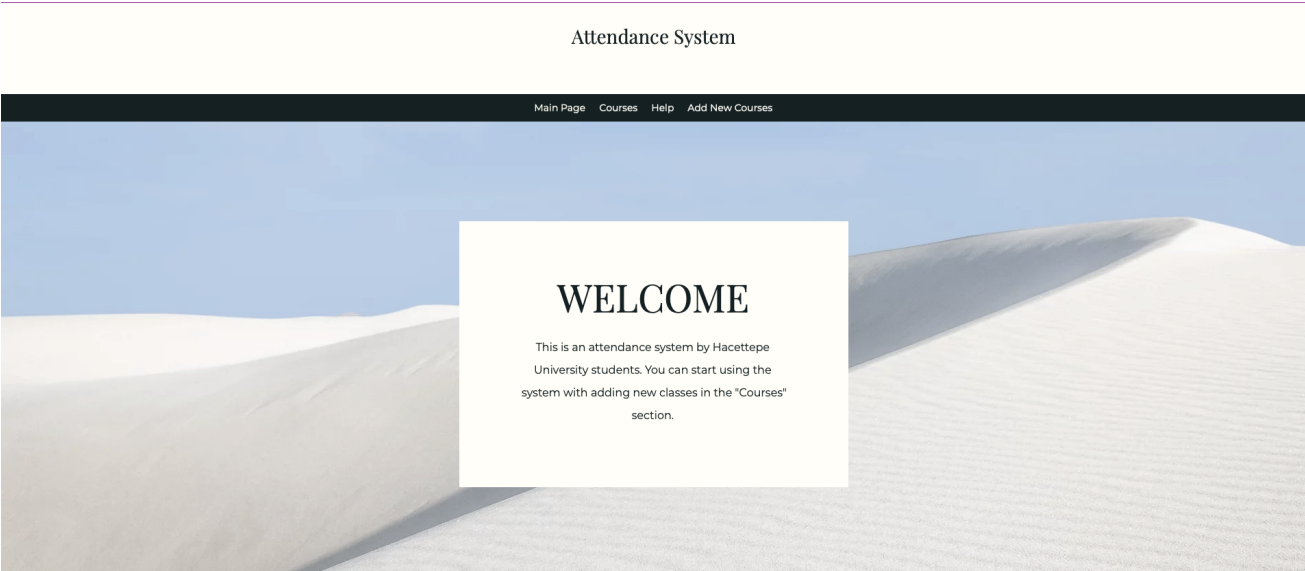 Attendance System
Main Page Courses Help Add New Courses
WELCOME
This is an attendance system by Hacettepe
University students. You can start using the
system with adding new classes in the "Courses"
section.